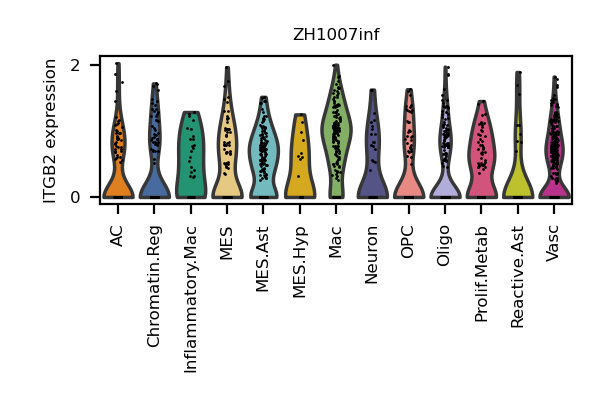 ZH1007inf
ITGB2 expression
2
0
AC
Chromatin.Reg
Inflammatory.Mac
MES
MES.Ast
MES.Hyp
Mac
Neuron
OPC
Oligo
Prolif.Metab
Reactive.Ast
Vasc